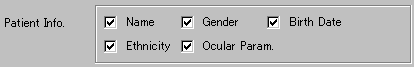 Patient Info. Name Gender Birth Date
Ethnicity Ocular Param.